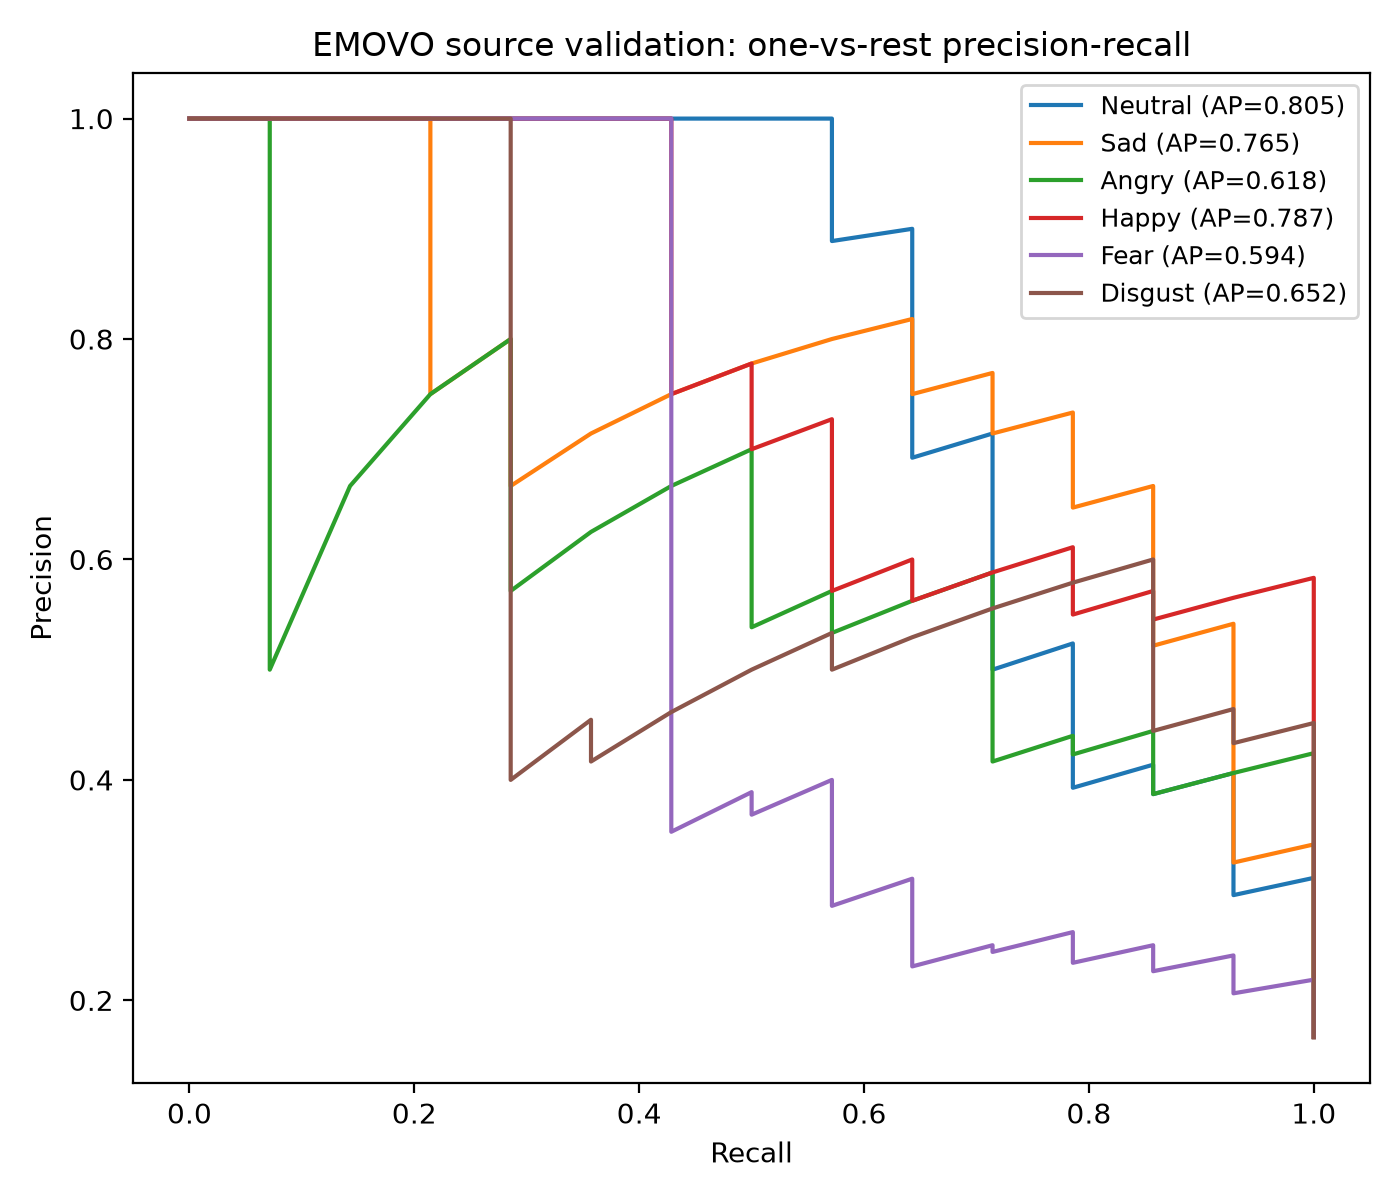 EMOVO source validation: one-vs-rest precision-recall
Neutral (AP=0.805)
Sad (AP=0.765)
Angry (AP=0.618)
Happy (AP=0.787)
Fear (AP=0.594)
Disgust (AP=0.652)
1.0
0.8
0.6
0.4
0.2
Precision
0.0 0.2 0.4 0.6 0.8 1.0
Recall